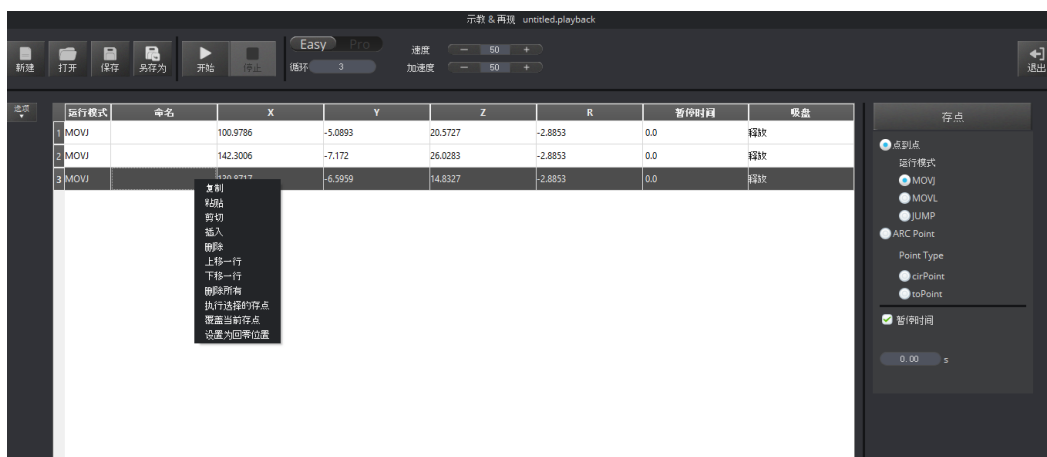 示教 & 再现 untitled.playback
新建 打开 保存 另存为 开始 停止 Easy Pro 速度 － 50 ＋ 退出
循环 3 加速度 － 50 ＋
选项
运行模式 命名 X Y Z R 暂停时间 吸盘
1 MOVJ 100.9786 -5.0893 20.5727 -2.8853 0.0 释放
2 MOVJ 142.3006 -7.172 26.0283 -2.8853 0.0 释放
3 MOVJ -6.5959 14.8327 -2.8853 0.0 释放
复制
粘贴
剪切
插入
删除
上移一行
下移一行
删除所有
执行选择的存点
覆盖当前存点
设置为回零位置
存点
点到点
运行模式
MOVJ
MOVL
JUMP
ARC Point
Point Type
cirPoint
toPoint
暂停时间
0.00 s